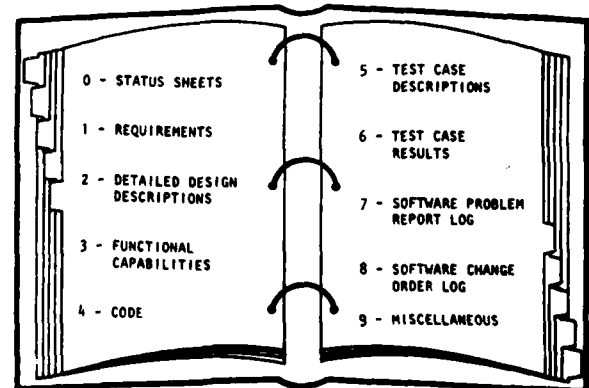 0 - STATUS SHEETS
1 - REQUIREMENTS
2 - DETAILED DESIGN
DESCRIPTIONS
3 - FUNCTIONAL
CAPABILITIES
4 - CODE
5 - TEST CASE
DESCRIPTIONS
6 - TEST CASE
RESULTS
7 - SOFTWARE PROBLEM
REPORT LOG
8 - SOFTWARE CHANGE
ORDER LOG
9 - MISCELLANEOUS